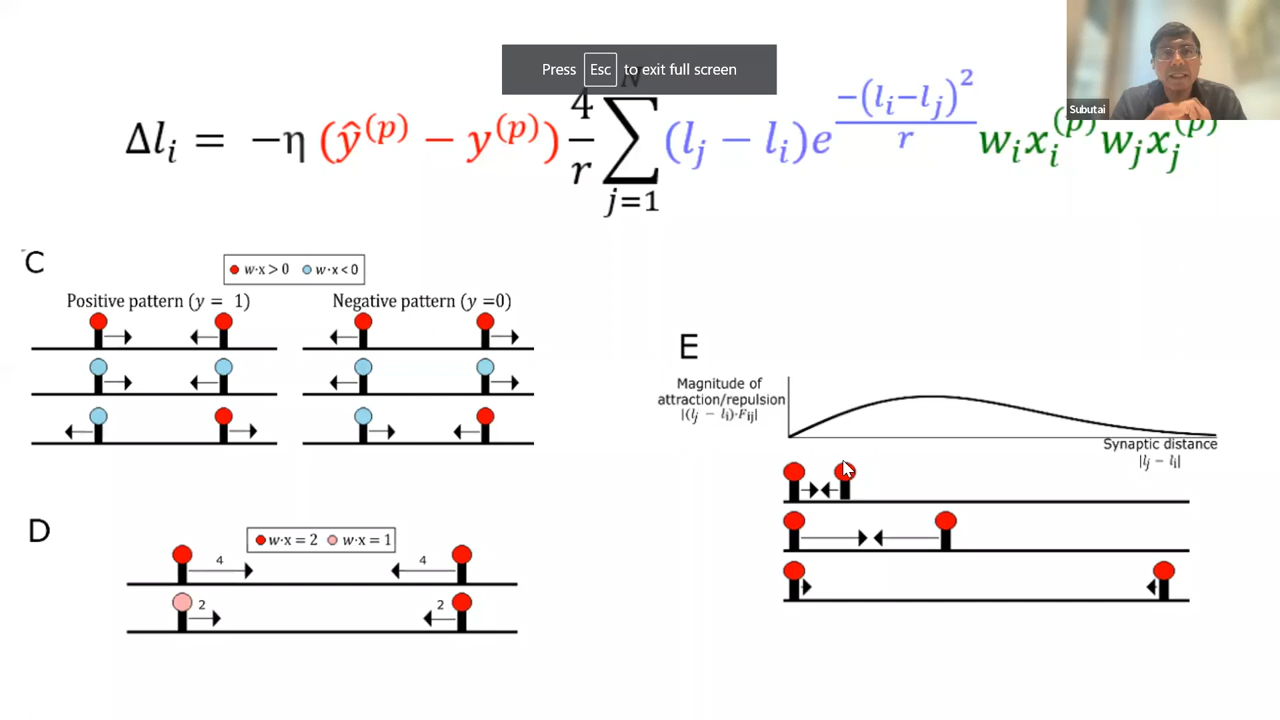 Press Esc to exit full screen
Subutai
Δl_i = −η (ŷ^(p) − y^(p)) 4/r ∑_{j=1}^{N} (l_j − l_i)e^{−(l_i−l_j)^2 / r} w_i x_i^(p) w_j x_j^(p)
C
w·x > 0 w·x < 0
Positive pattern (y = 1) Negative pattern (y =0)
E
Magnitude of
attraction/repulsion
|(l_j − l_i)·F_ij|
Synaptic distance
|l_j − l_i|
D
w·x = 2 w·x = 1
4 4
2 2